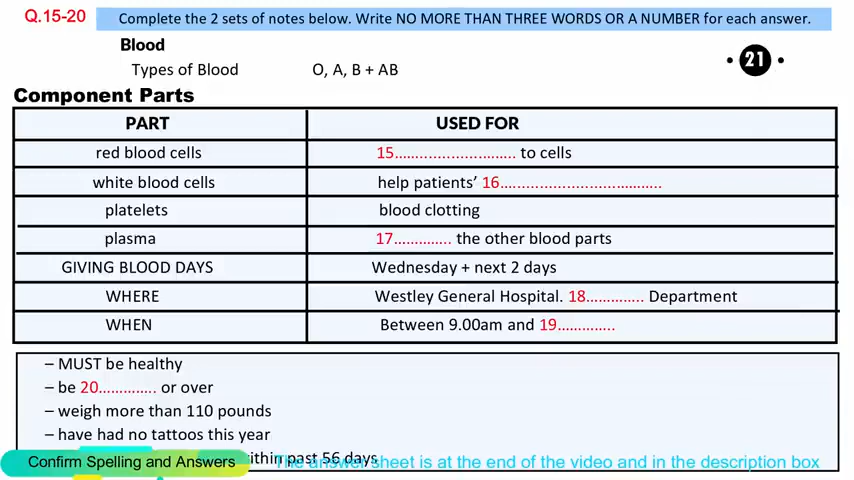 Q.15-20 Complete the 2 sets of notes below. Write NO MORE THAN THREE WORDS OR A NUMBER for each answer.
Blood
Types of Blood O, A, B + AB
• 21 •
Component Parts
PART USED FOR
red blood cells 15..................... to cells
white blood cells help patients’ 16...............................
platelets blood clotting
plasma 17.............. the other blood parts
GIVING BLOOD DAYS Wednesday + next 2 days
WHERE Westley General Hospital. 18.............. Department
WHEN Between 9.00am and 19..............
– MUST be healthy
– be 20.............. or over
– weigh more than 110 pounds
– have had no tattoos this year
ithin past 56 days
Confirm Spelling and Answers The answer sheet is at the end of the video and in the description box